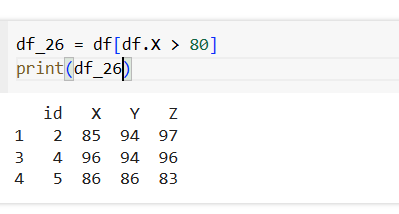 df_26 = df[df.X > 80]
print(df_26)
id X Y Z
1 2 85 94 97
3 4 96 94 96
4 5 86 86 83